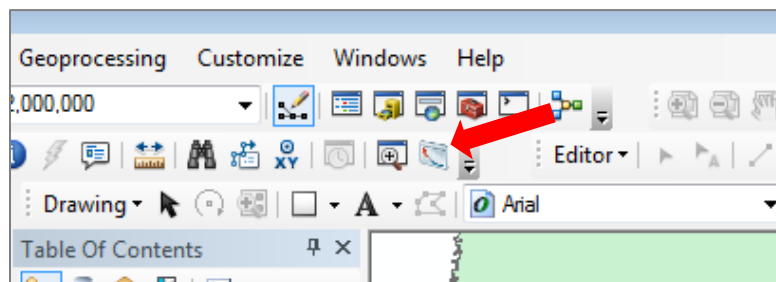 Geoprocessing Customize Windows Help
2,000,000
XY Editor
Drawing A Arial
Table Of Contents